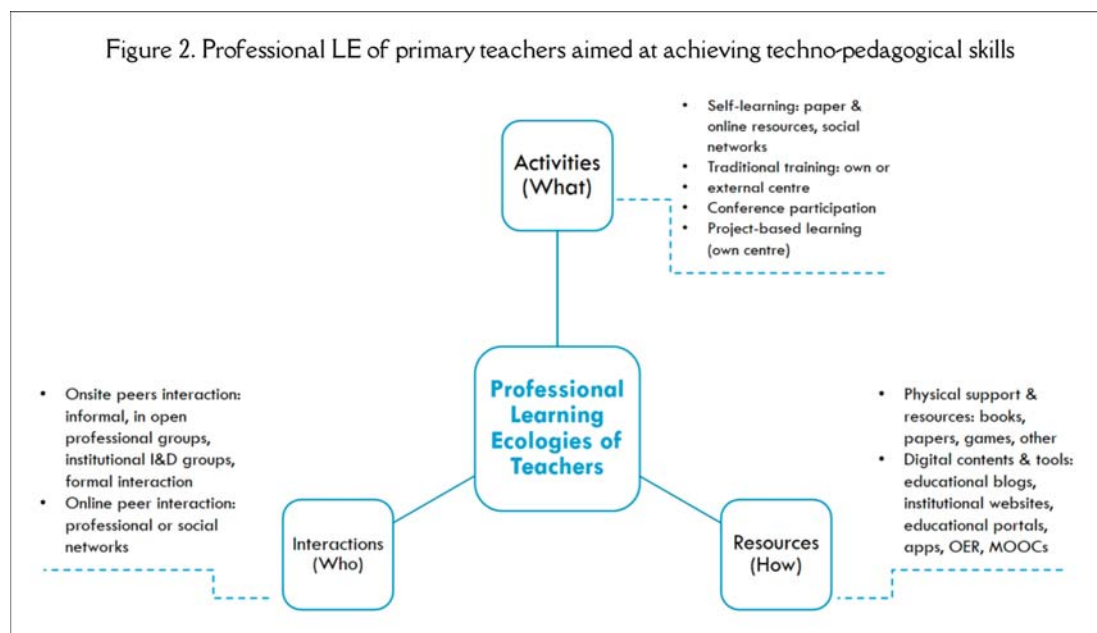 Figure 2. Professional LE of primary teachers aimed at achieving techno-pedagogical skills
Activities
(What)
• Self-learning: paper &
online resources, social
networks
• Traditional training: own or
• external centre
• Conference participation
• Project-based learning
(own centre)
Professional
Learning
Ecologies of
Teachers
• Onsite peers interaction:
informal, in open
professional groups,
institutional I&D groups,
formal interaction
• Online peer interaction:
professional or social
networks
Interactions
(Who)
Resources
(How)
• Physical support &
resources: books,
papers, games, other
• Digital contents & tools:
educational blogs,
institutional websites,
educational portals,
apps, OER, MOOCs